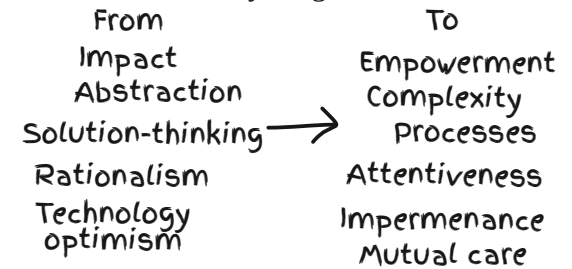 From
Impact
Abstraction
Solution-thinking
Rationalism
Technology
optimism
To
Empowerment
Complexity
Processes
Attentiveness
Impermenance
Mutual care